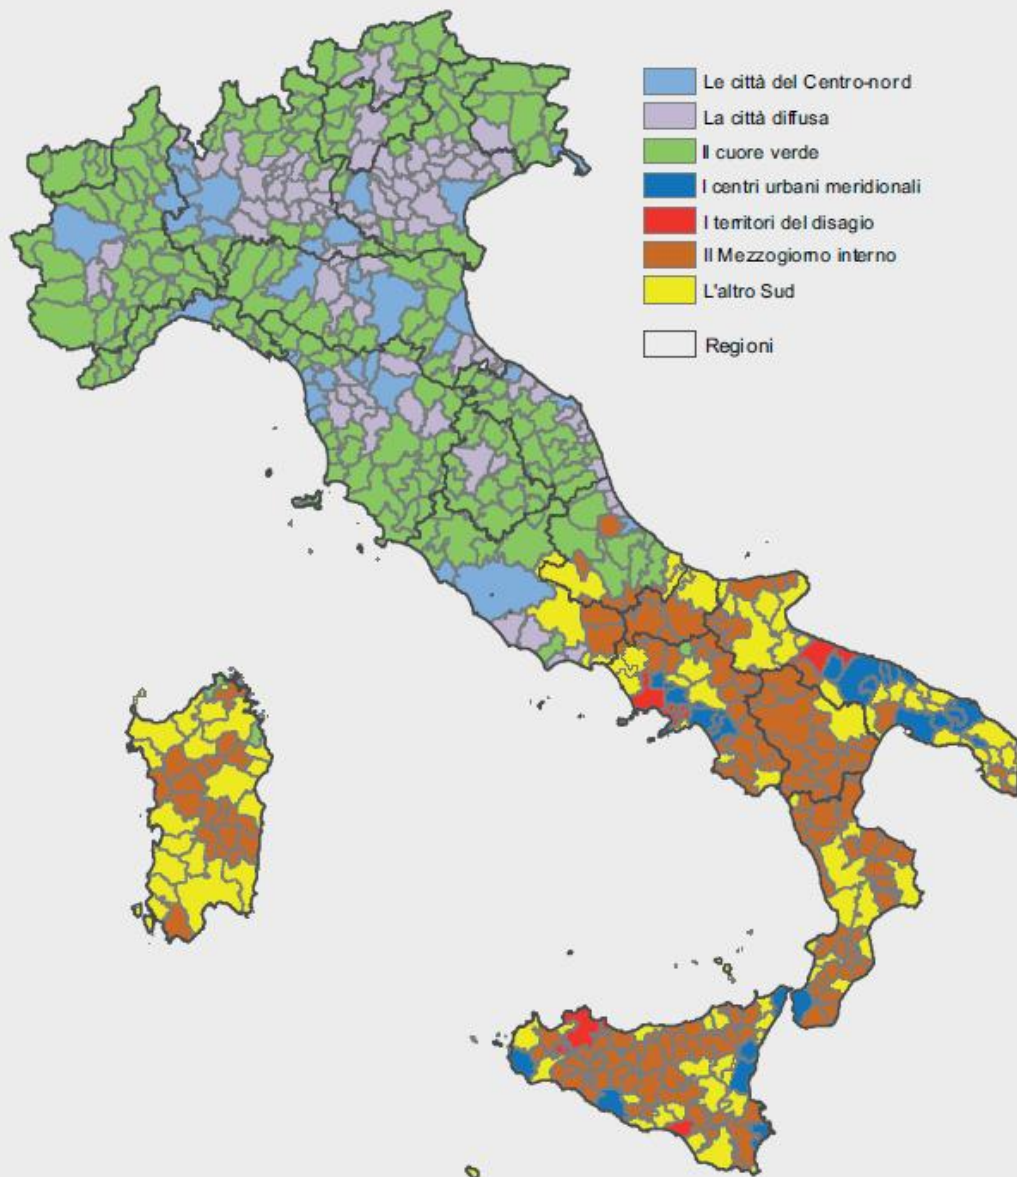 Le città del Centro-nord
La città diffusa
Il cuore verde
I centri urbani meridionali
I territori del disagio
Il Mezzogiorno interno
L'altro Sud
Regioni